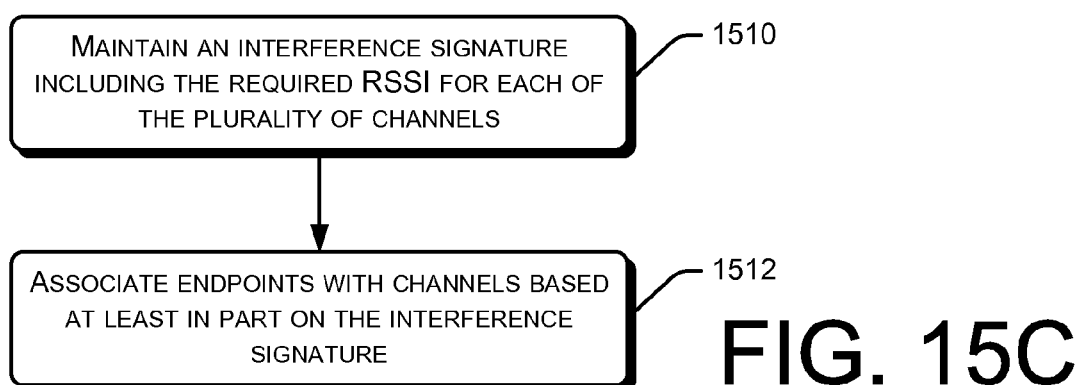 MAINTAIN AN INTERFERENCE SIGNATURE
INCLUDING THE REQUIRED RSSI FOR EACH OF
THE PLURALITY OF CHANNELS
1510
ASSOCIATE ENDPOINTS WITH CHANNELS BASED
AT LEAST IN PART ON THE INTERFERENCE
SIGNATURE
1512
FIG. 15C